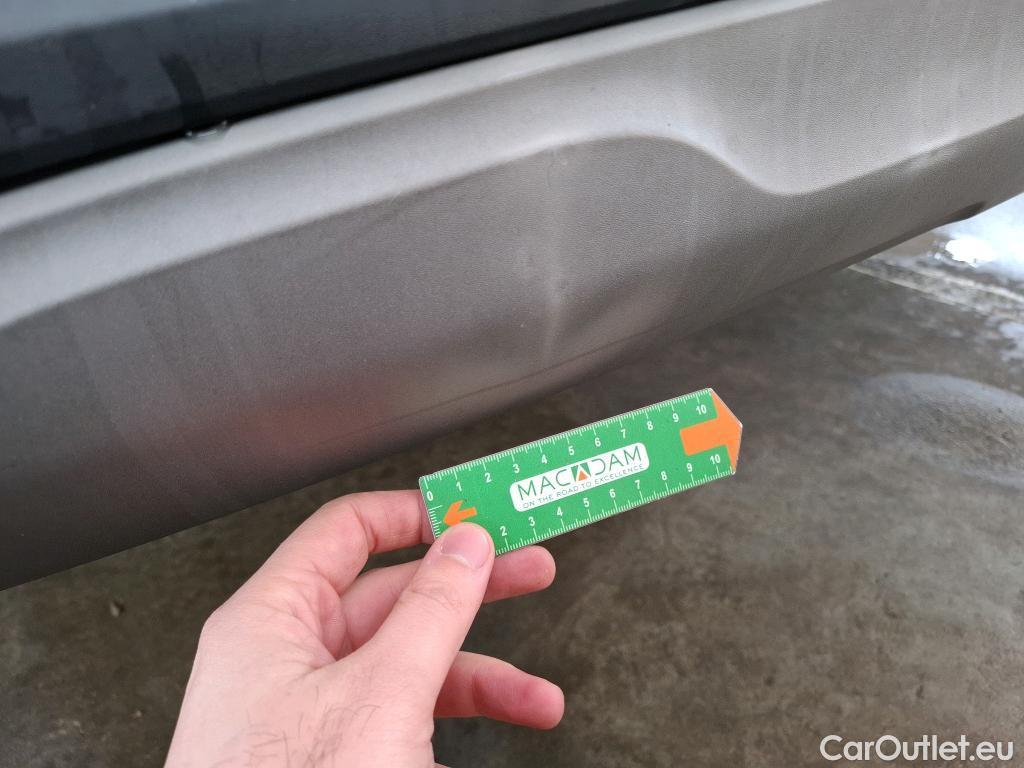 0 1 2 3 4 5 6 7 8 9 10
MACADAM
ON THE ROAD TO EXCELLENCE
2 3 4 5 6 7 8 9 10
CarOutlet.eu